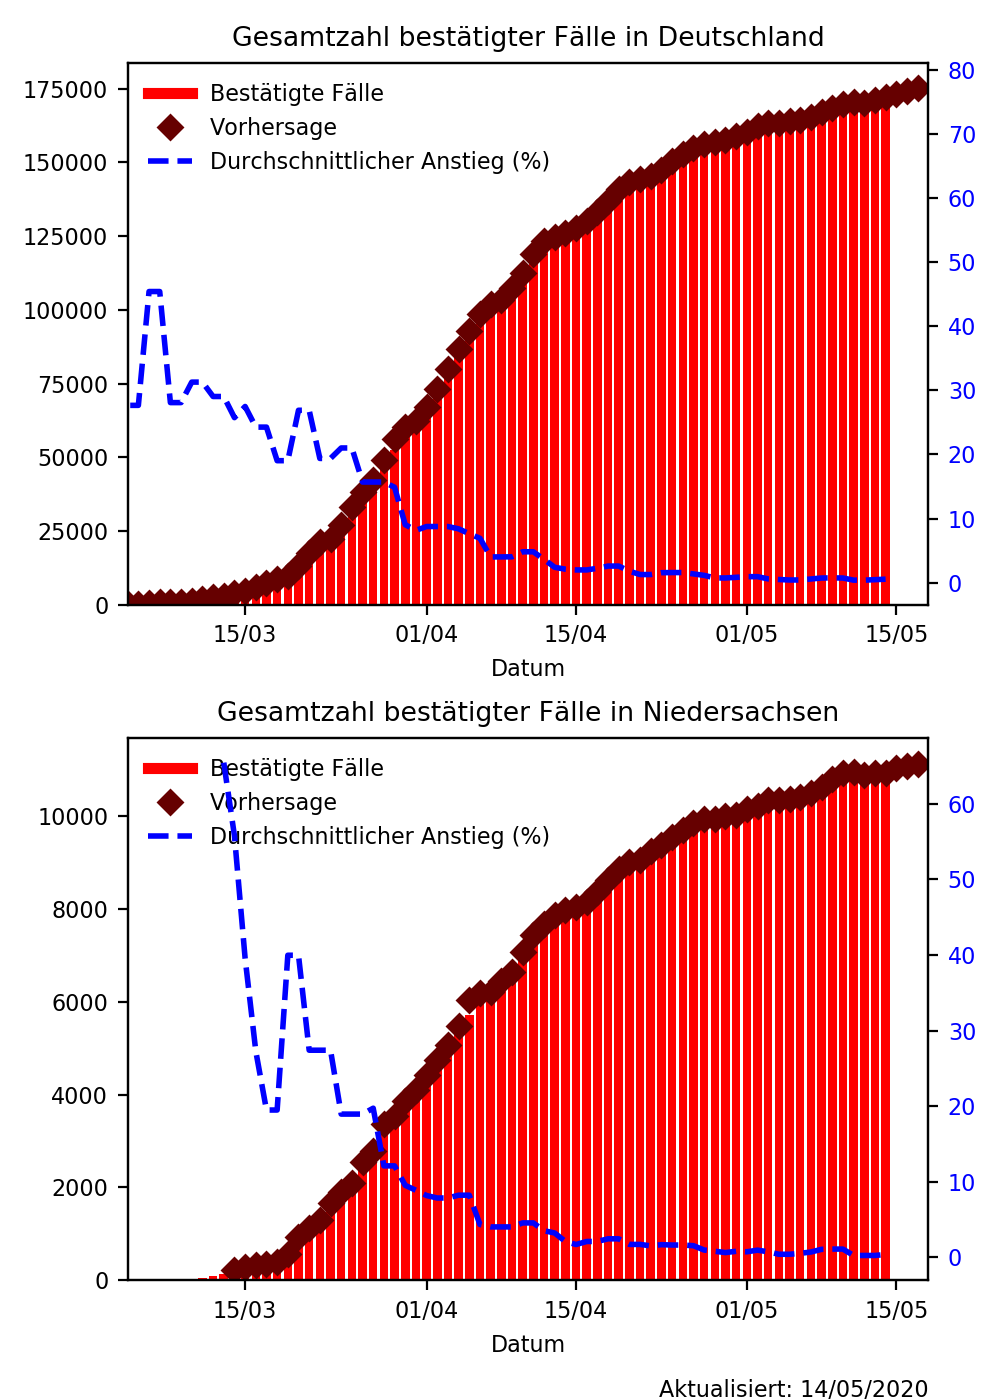 Gesamtzahl bestätigter Fälle in Deutschland
Bestätigte Fälle
Vorhersage
Durchschnittlicher Anstieg (%)
175000
150000
125000
100000
75000
50000
25000
0
80
70
60
50
40
30
20
10
0
15/03 01/04 15/04 01/05 15/05
Datum
Gesamtzahl bestätigter Fälle in Niedersachsen
Bestätigte Fälle
Vorhersage
Durchschnittlicher Anstieg (%)
10000
8000
6000
4000
2000
0
60
50
40
30
20
10
0
15/03 01/04 15/04 01/05 15/05
Datum
Aktualisiert: 14/05/2020